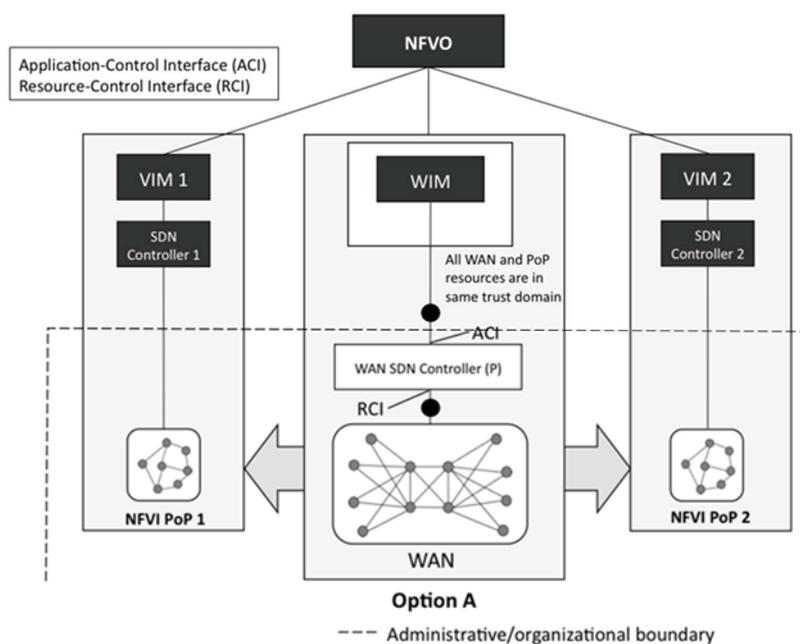 NFVO
Application-Control Interface (ACI)
Resource-Control Interface (RCI)
VIM 1
WIM
VIM 2
SDN
Controller 1
SDN
Controller 2
All WAN and PoP
resources are in
same trust domain
ACI
WAN SDN Controller (P)
RCI
NFVI PoP 1
NFVI PoP 2
WAN
Option A
Administrative/organizational boundary